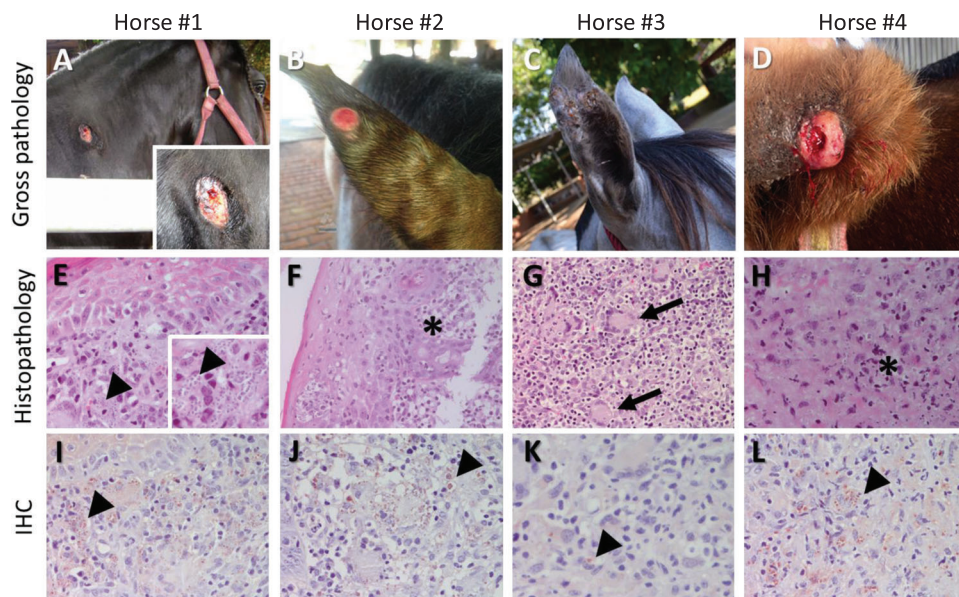 Horse #1 Horse #2 Horse #3 Horse #4
Gross pathology
A B C D
Histopathology
E F G H
* *
IHC
I J K L